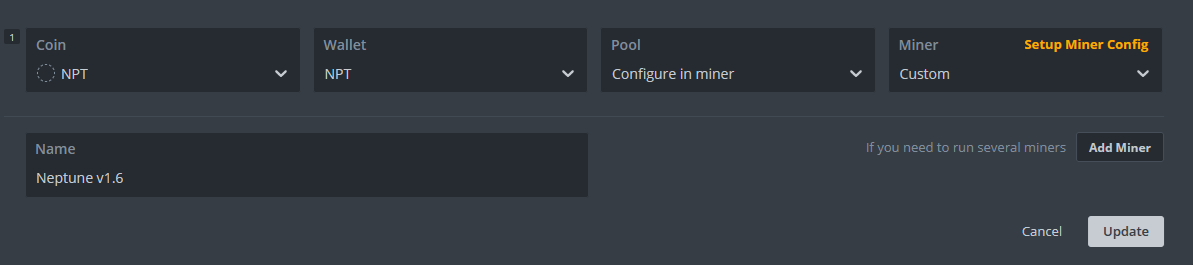 1
Coin
NPT
Wallet
NPT
Pool
Configure in miner
Miner Setup Miner Config
Custom
Name
Neptune v1.6
If you need to run several miners Add Miner
Cancel Update